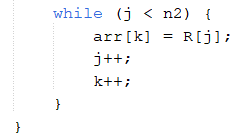 while (j < n2) {
arr[k] = R[j];
j++;
k++;
}
}